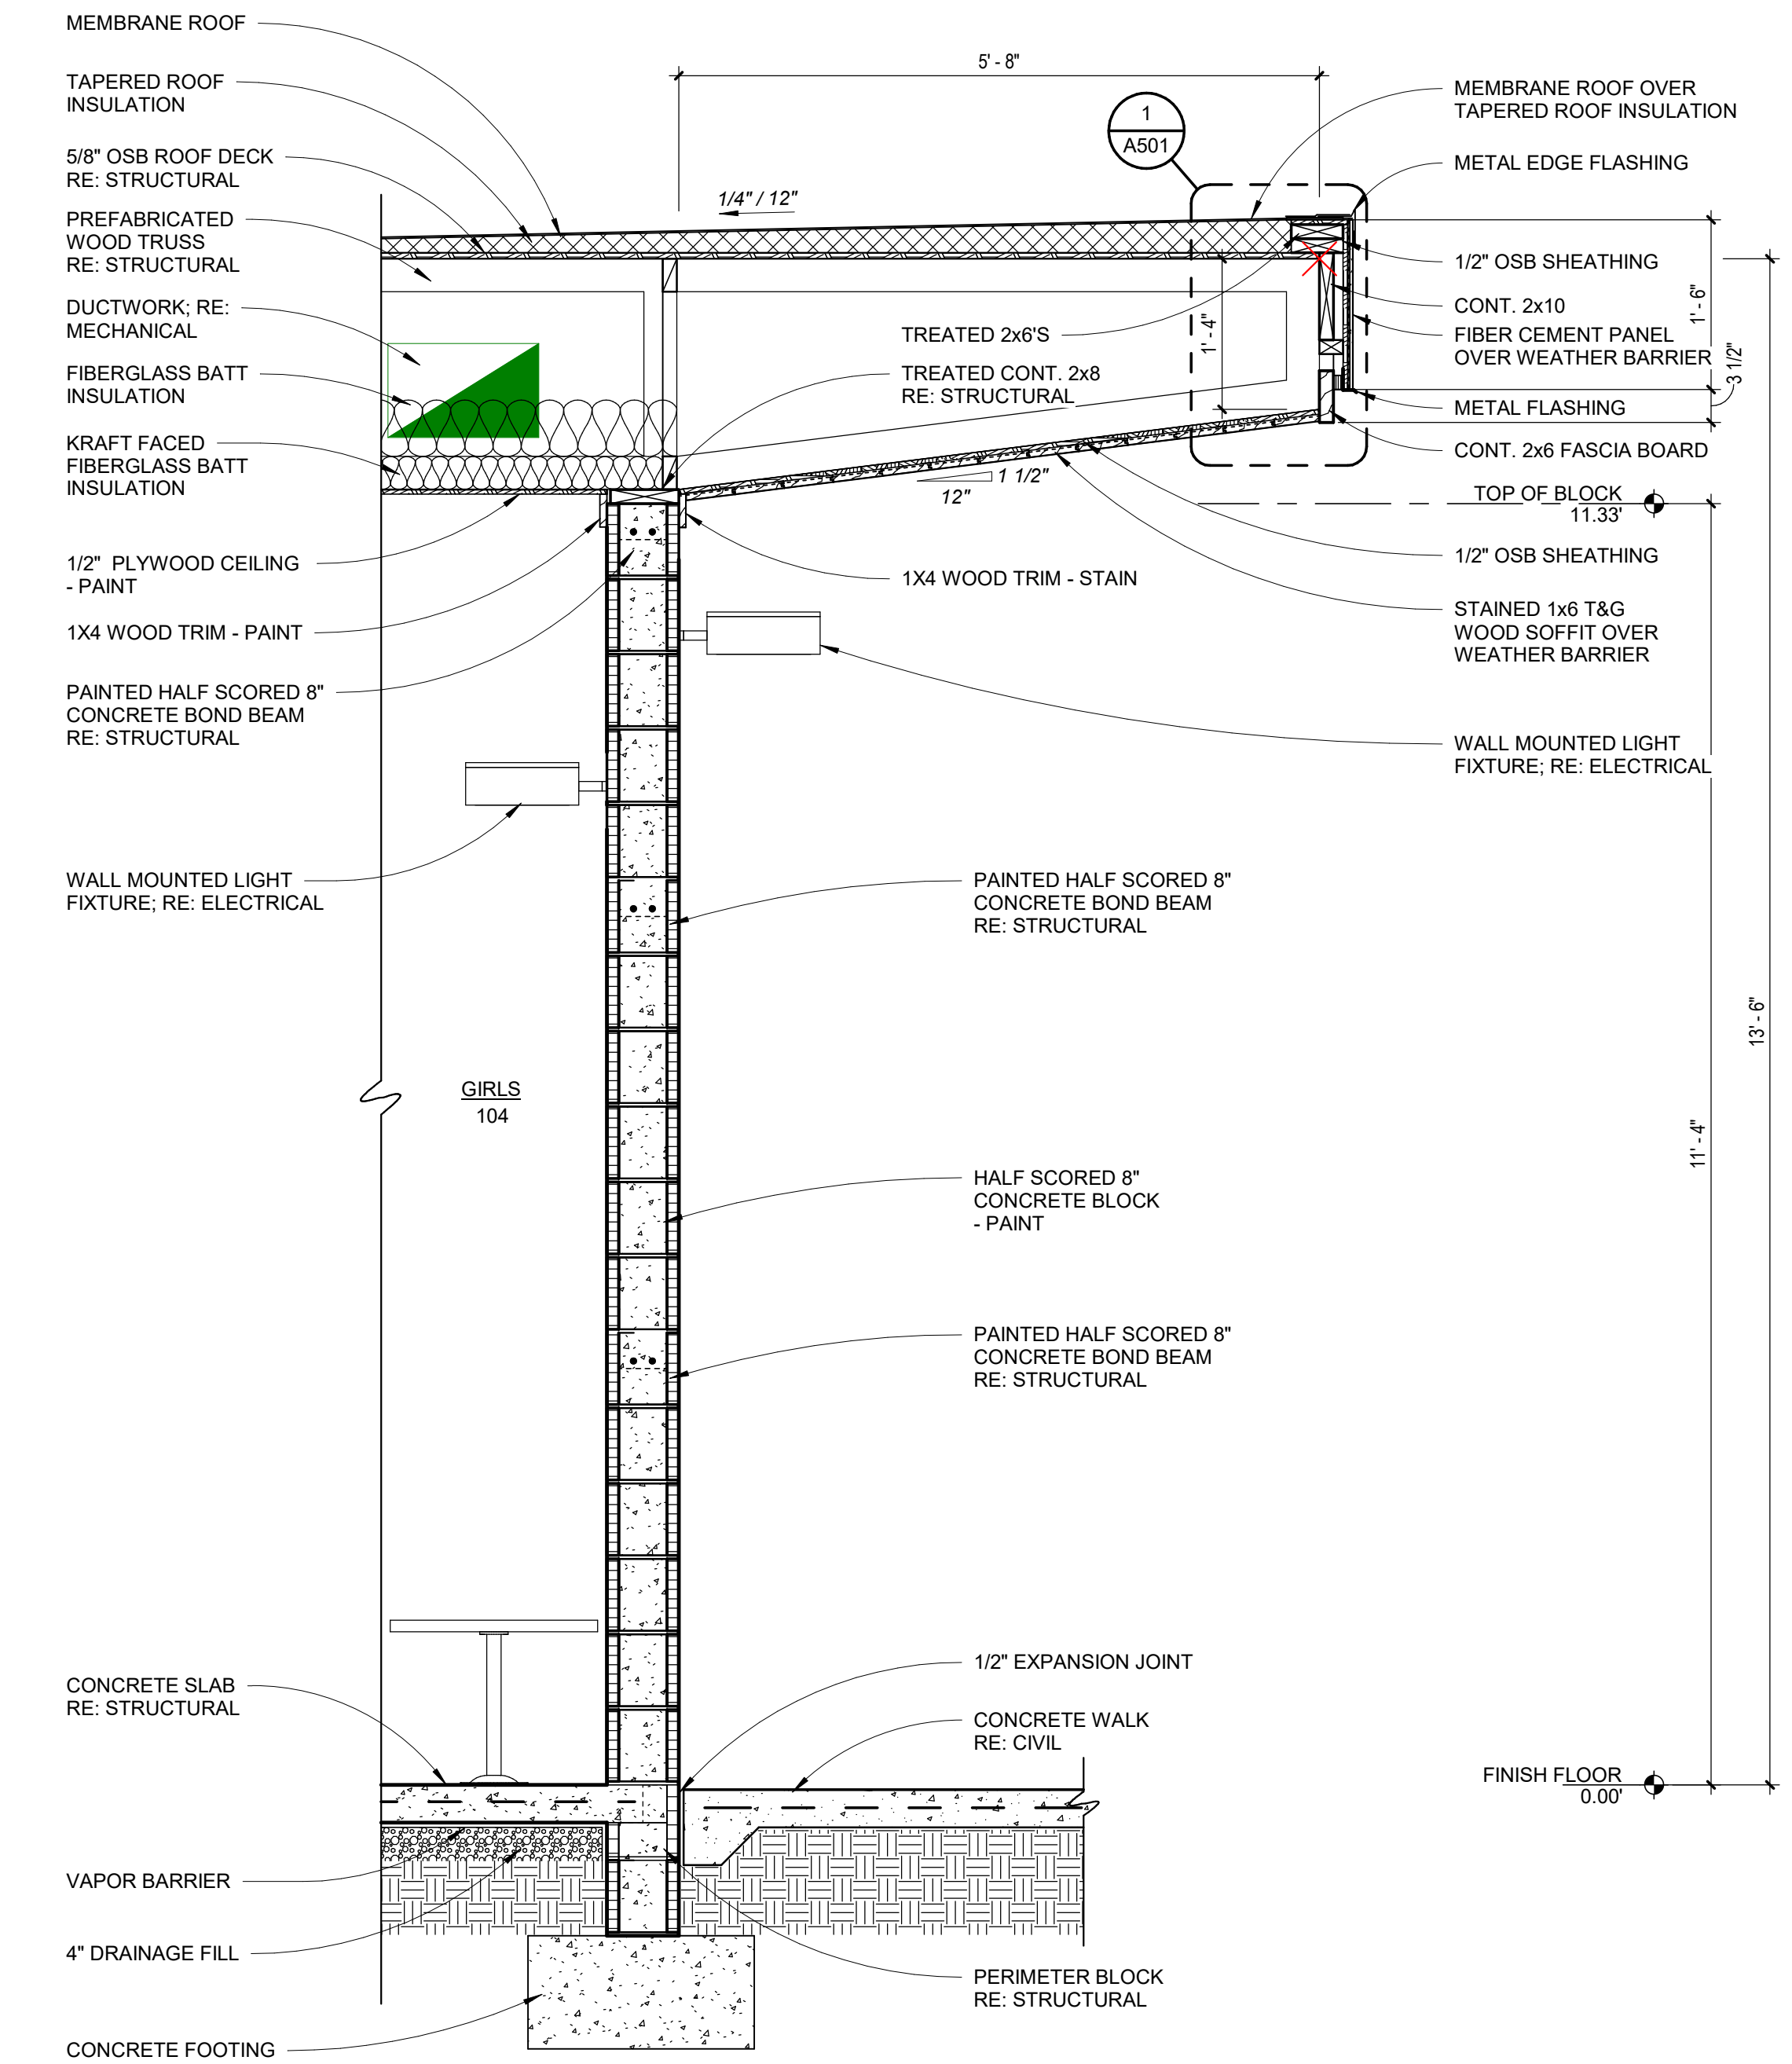 MEMBRANE ROOF
TAPERED ROOF
INSULATION
5/8" OSB ROOF DECK
RE: STRUCTURAL
PREFABRICATED
WOOD TRUSS
RE: STRUCTURAL
DUCTWORK; RE:
MECHANICAL
FIBERGLASS BATT
INSULATION
KRAFT FACED
FIBERGLASS BATT
INSULATION
1/2" PLYWOOD CEILING
- PAINT
1X4 WOOD TRIM - PAINT
PAINTED HALF SCORED 8"
CONCRETE BOND BEAM
RE: STRUCTURAL
WALL MOUNTED LIGHT
FIXTURE; RE: ELECTRICAL
GIRLS
104
CONCRETE SLAB
RE: STRUCTURAL
VAPOR BARRIER
4" DRAINAGE FILL
CONCRETE FOOTING
5' - 8"
1
A501
1/4" / 12"
TREATED 2x6'S
TREATED CONT. 2x8
RE: STRUCTURAL
1' - 4"
1 1/2"
12"
1X4 WOOD TRIM - STAIN
PAINTED HALF SCORED 8"
CONCRETE BOND BEAM
RE: STRUCTURAL
HALF SCORED 8"
CONCRETE BLOCK
- PAINT
PAINTED HALF SCORED 8"
CONCRETE BOND BEAM
RE: STRUCTURAL
1/2" EXPANSION JOINT
CONCRETE WALK
RE: CIVIL
PERIMETER BLOCK
RE: STRUCTURAL
MEMBRANE ROOF OVER
TAPERED ROOF INSULATION
METAL EDGE FLASHING
1/2" OSB SHEATHING
CONT. 2x10
FIBER CEMENT PANEL
OVER WEATHER BARRIER
METAL FLASHING
CONT. 2x6 FASCIA BOARD
TOP OF BLOCK
11.33'
1/2" OSB SHEATHING
STAINED 1x6 T&G
WOOD SOFFIT OVER
WEATHER BARRIER
WALL MOUNTED LIGHT
FIXTURE; RE: ELECTRICAL
1' - 6"
3 1/2"
13' - 6"
11' - 4"
FINISH FLOOR
0.00'